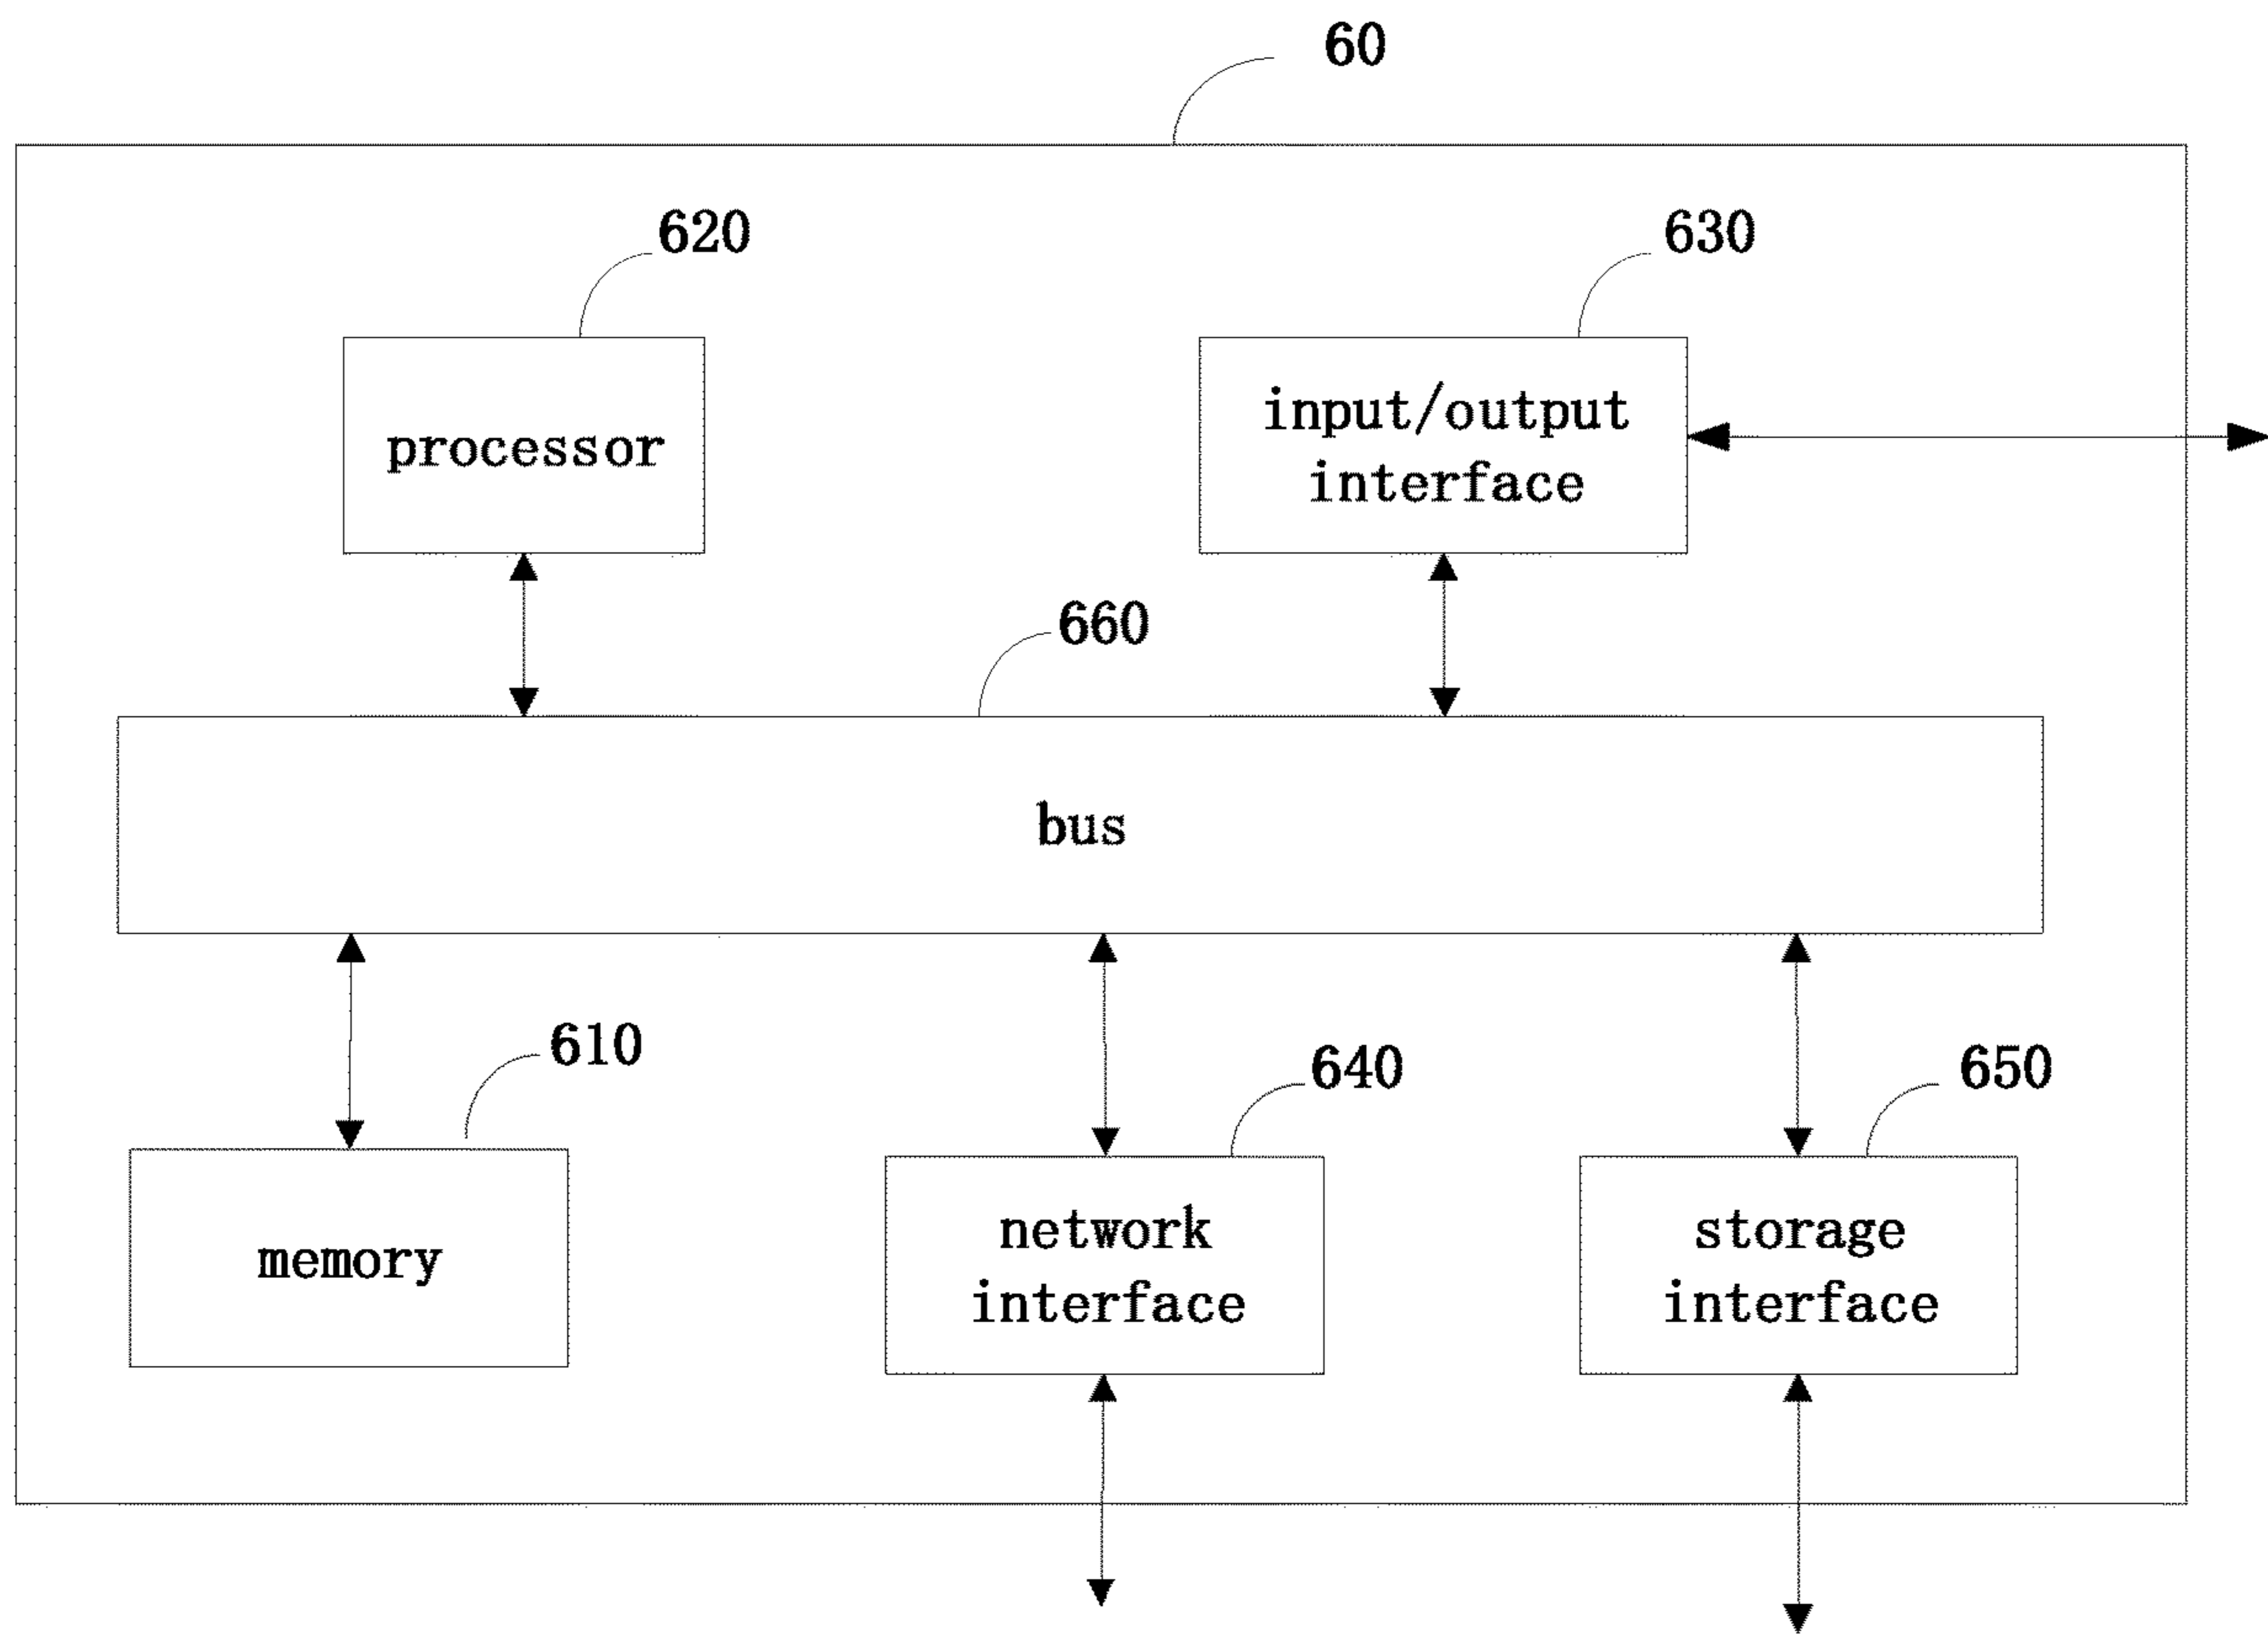 60
620
630
processor
input/output
interface
660
bus
610
640
650
memory
network
interface
storage
interface